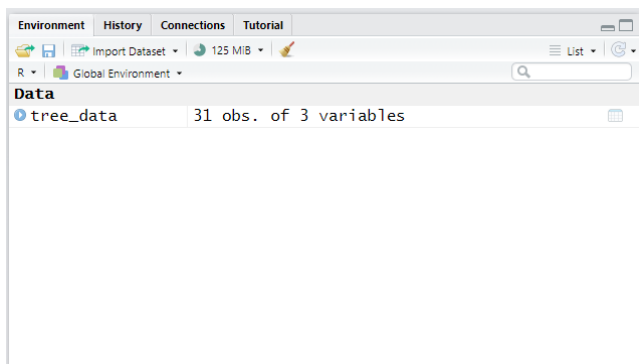 Environment History Connections Tutorial
Import Dataset 125 MiB List
R Global Environment
Data
tree_data 31 obs. of 3 variables